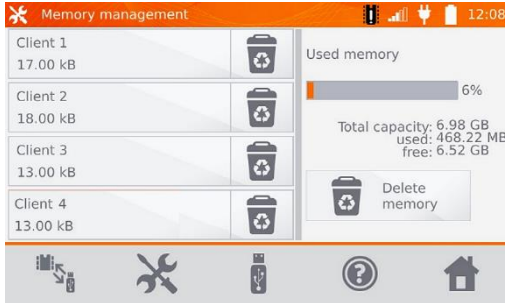 Memory management
12:08
Client 1
17.00 kB
Client 2
18.00 kB
Client 3
13.00 kB
Client 4
13.00 kB
Used memory
6%
Total capacity: 6.98 GB
used: 468.22 MB
free: 6.52 GB
Delete
memory